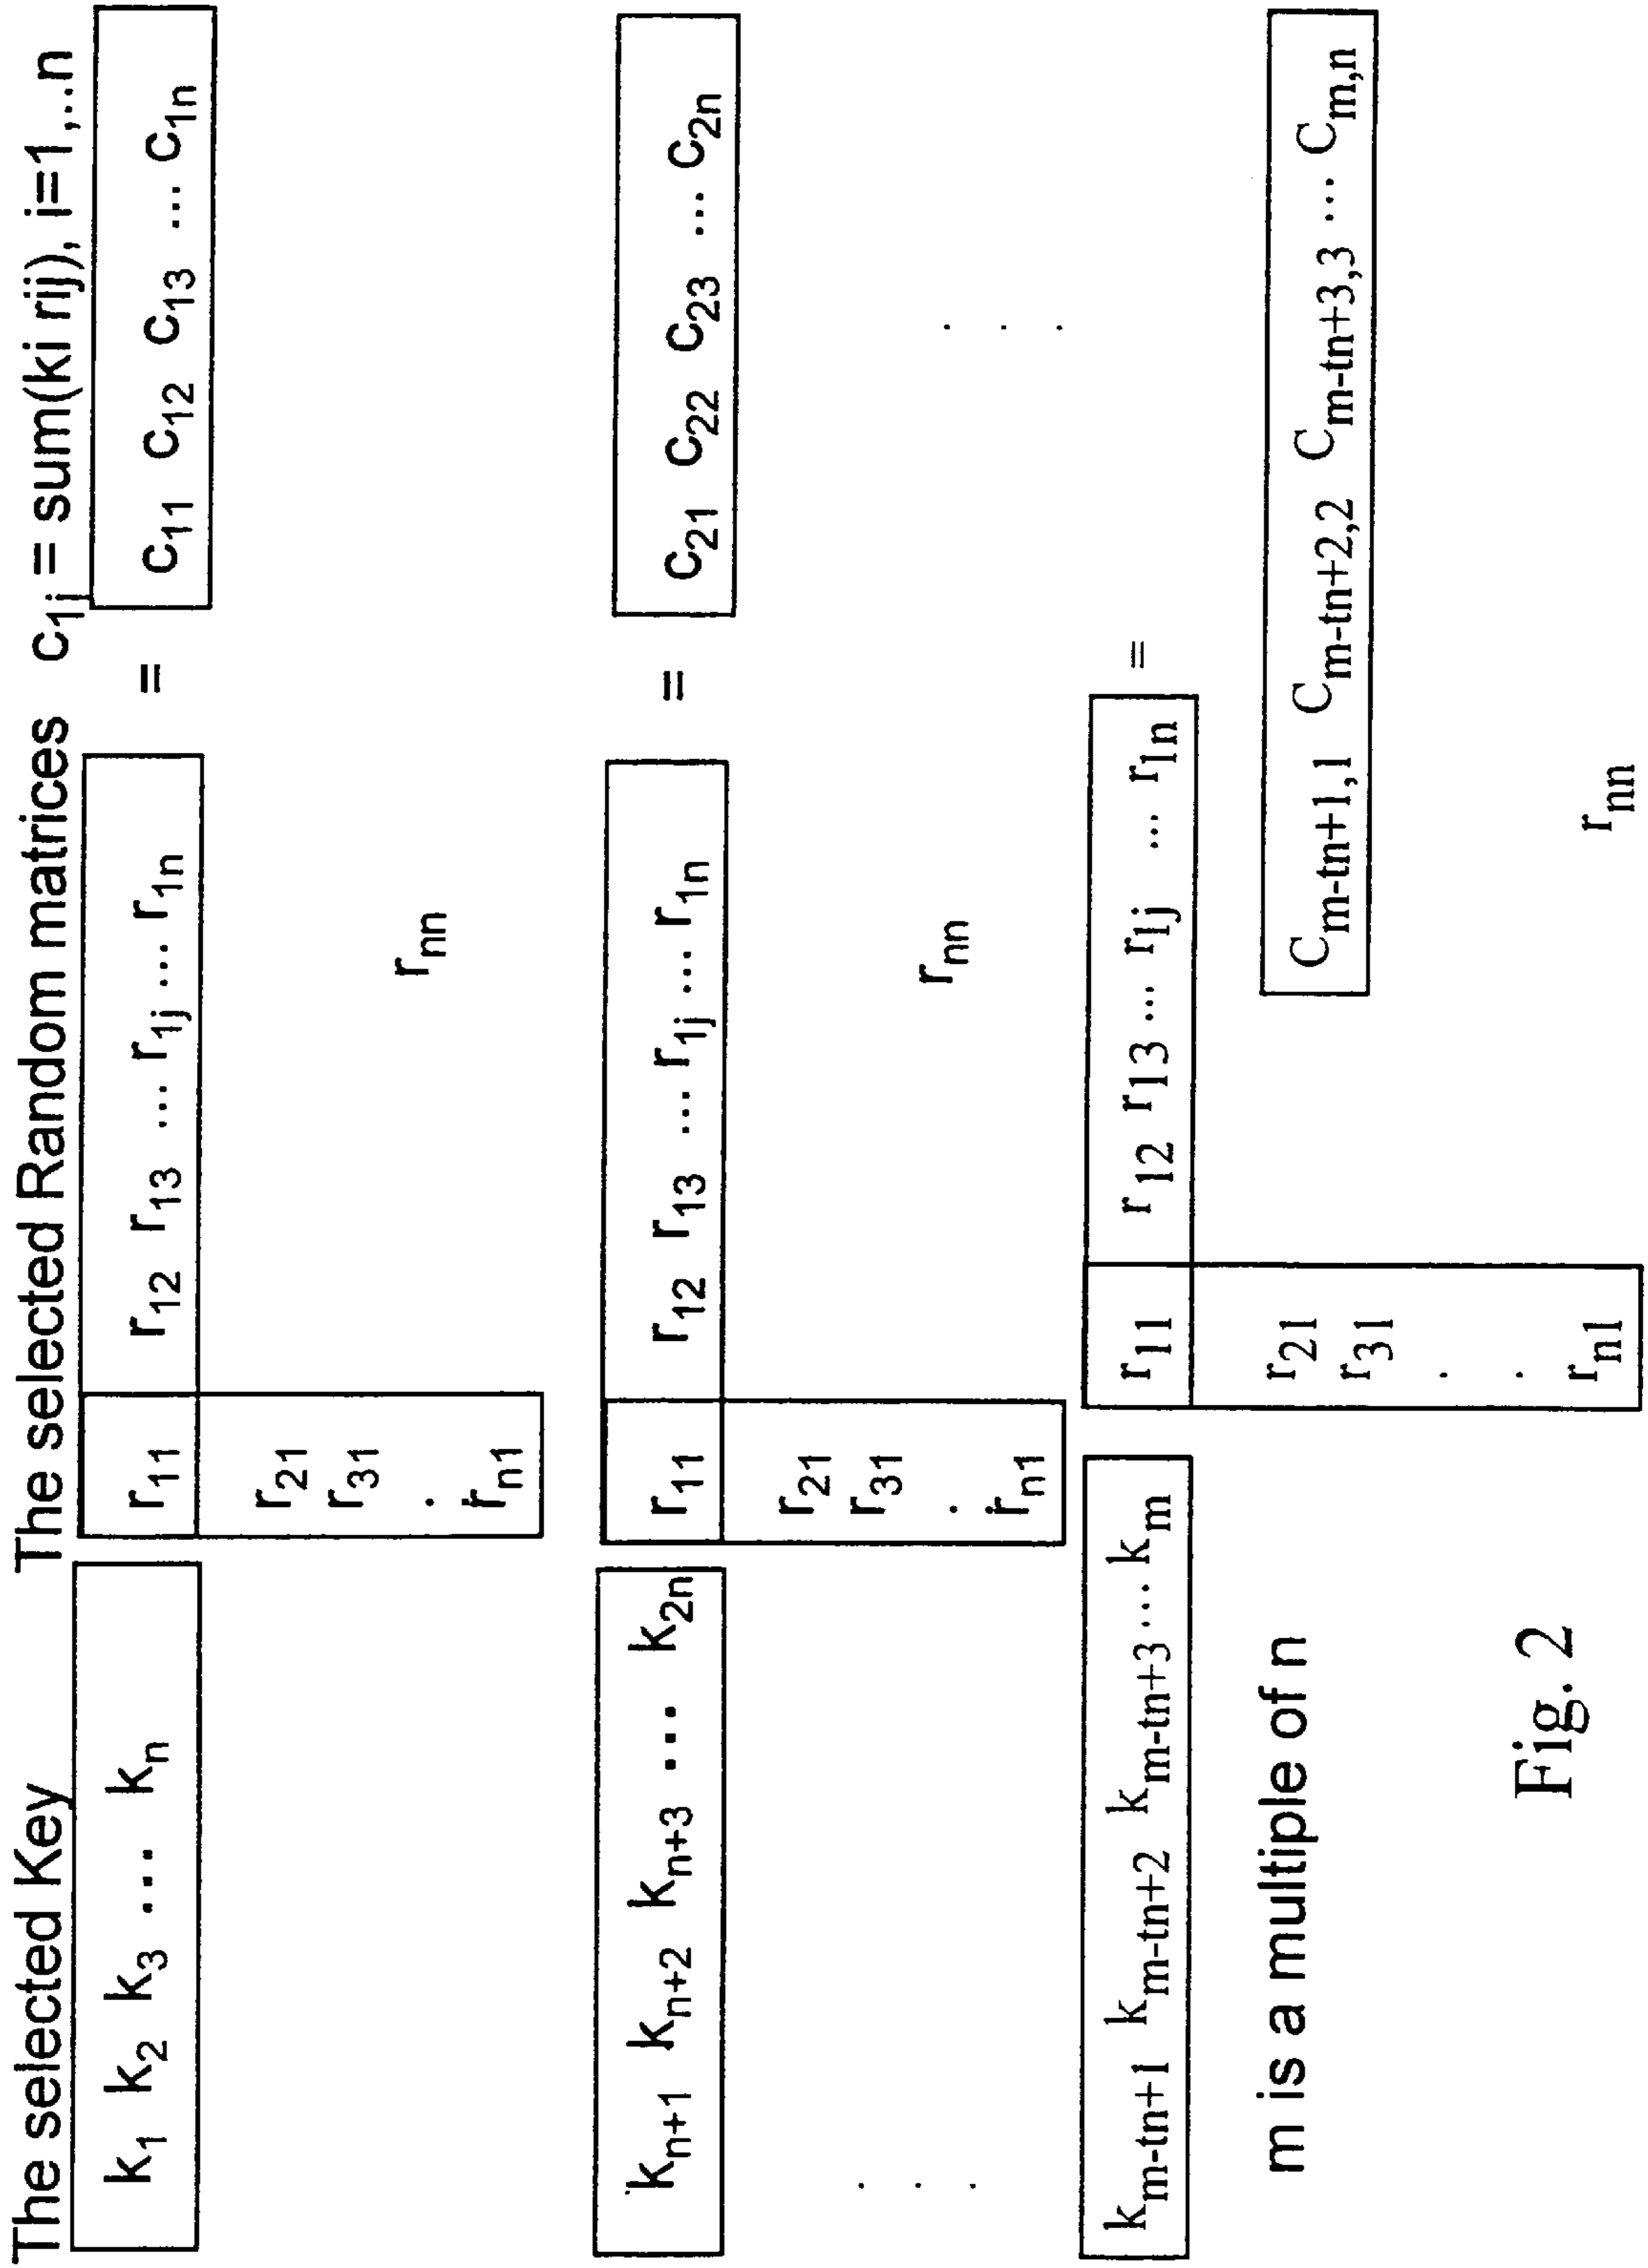 The selected Key The selected Random matrices c1j = sum(ki rij), i=1,..n
k1 k2 k3 ... kn r11 r12 r13 .... r1j ... r1n = c11 c12 c13 ... c1n
r21
r31
.
rn1 rnn
kn+1 kn+2 kn+3 ... k2n r11 r12 r13 ... r1j ... r1n = c21 c22 c23 ... c2n
r21
r31
.
rn1 rnn
. . . . . .
km-tn+1 km-tn+2 km-tn+3 ... km r11 r12 r13 ... r1j ... r1n =
Cm-tn+1,1 Cm-tn+2,2 Cm-tn+3,3 ... Cm,n
m is a multiple of n r21
r31
.
.
rn1 rnn
Fig. 2